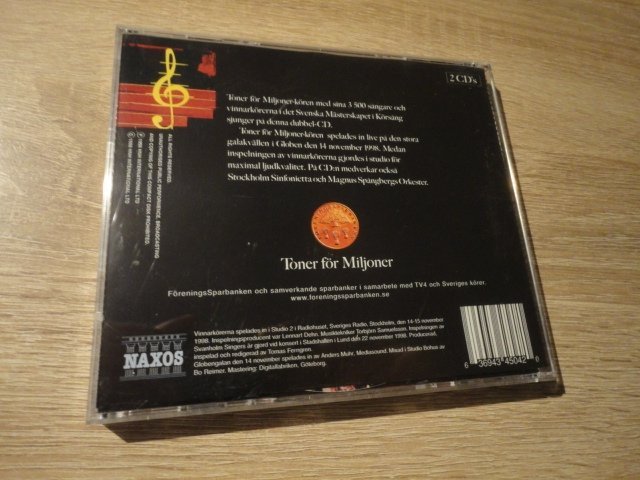 2 CD's
Toner för Miljoner-kören med sina 3 500 sångare och
vinnarkörerna i det Svenska Mästerskapet i Körsång
sjunger på denna dubbel-CD.
Toner för Miljoner-kören spelades in live på den stora
galakvällen i Globen den 14 november 1998. Medan
inspelningen av vinnarkörerna gjordes i studio för
maximal ljudkvalitet. På CD:n medverkar också
Stockholm Sinfonietta och Magnus Spångbergs Orkester.
ALL RIGHTS RESERVED.
UNAUTHORISED PUBLIC PERFORMANCE, BROADCASTING
AND COPYING OF THIS COMPACT DISK PROHIBITED.
Toner för Miljoner
FöreningsSparbanken och samverkande sparbanker i samarbete med TV4 och Sveriges körer.
www.foreningssparbanken.se
Vinnarkörerna spelades in i Studio 2 i Radiohuset, Sveriges Radio, Stockholm, den 14-15 november
1998. Inspelningsproducent var Lennart Dehn. Musiktekniker Torbjörn Samuelsson. Inspelningen av
Svanholm Singers är gjord vid konsert i Stadshallen i Lund den 22 november 1998. Producerad,
inspelad och redigerad av Tomas Ferngren.
Globengalan den 14 november spelades in av Anders Muhr, Mediasound. Mixad i Studio Bohus av
Bo Reimer. Mastering: Digitalfabriken, Göteborg.
NAXOS
6 36943 45042 0